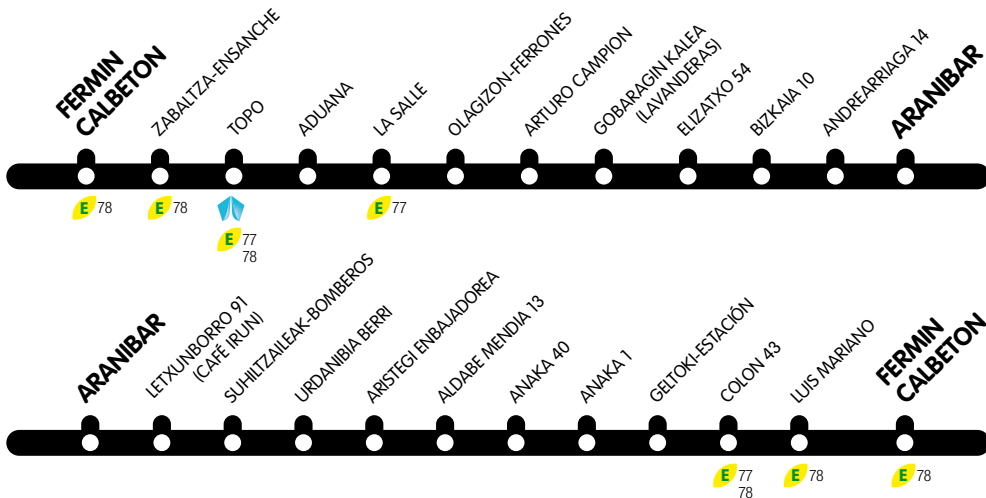 FERMIN
CALBETON
ZABALTZA-ENSANCHE
TOPO
ADUANA
LA SALLE
OLAGIZON-FERRONES
ARTURO CAMPION
GOBARAGIN KALEA
(LAVANDERAS)
ELIZATXO 54
BIZKAIA 10
ANDREARRIAGA 14
ARANIBAR
E 78
E 78
E 77
78
E 77
ARANIBAR
LETXUNBORRO 91
(CAFÉ IRUN)
SUHILTZAILEAK-BOMBEROS
URDANIBIA BERRI
ARISTEGI ENBAJADOREA
ALDABE MENDIA 13
ANAKA 40
ANAKA 1
GELTOKI-ESTACIÓN
COLON 43
LUIS MARIANO
FERMIN
CALBETON
E 77
78
E 78
E 78